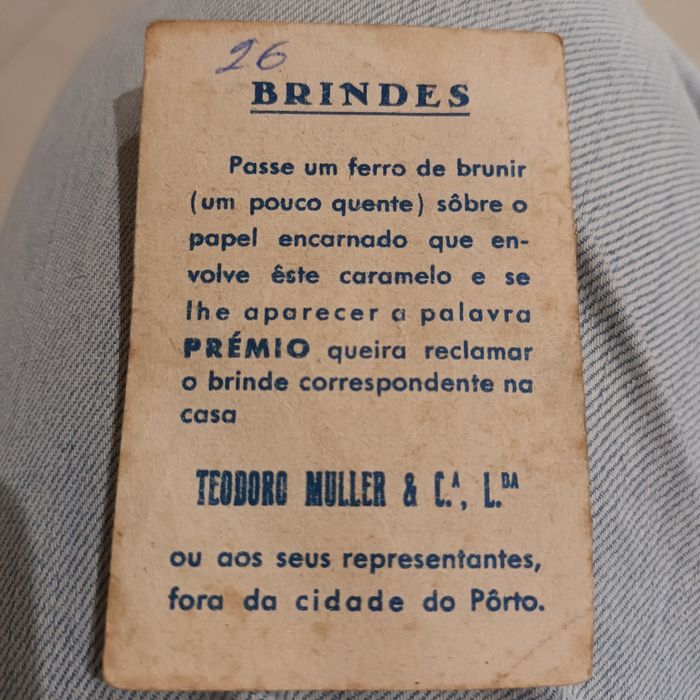 26
BRINDES
Passe um ferro de brunir
(um pouco quente) sôbre o
papel encarnado que en-
volve êste caramelo e se
lhe aparecer a palavra
PRÉMIO queira reclamar
o brinde correspondente na
casa
TEODORO MULLER & C.ᴬ, L.ᴰᴬ
ou aos seus representantes,
fora da cidade do Pôrto.